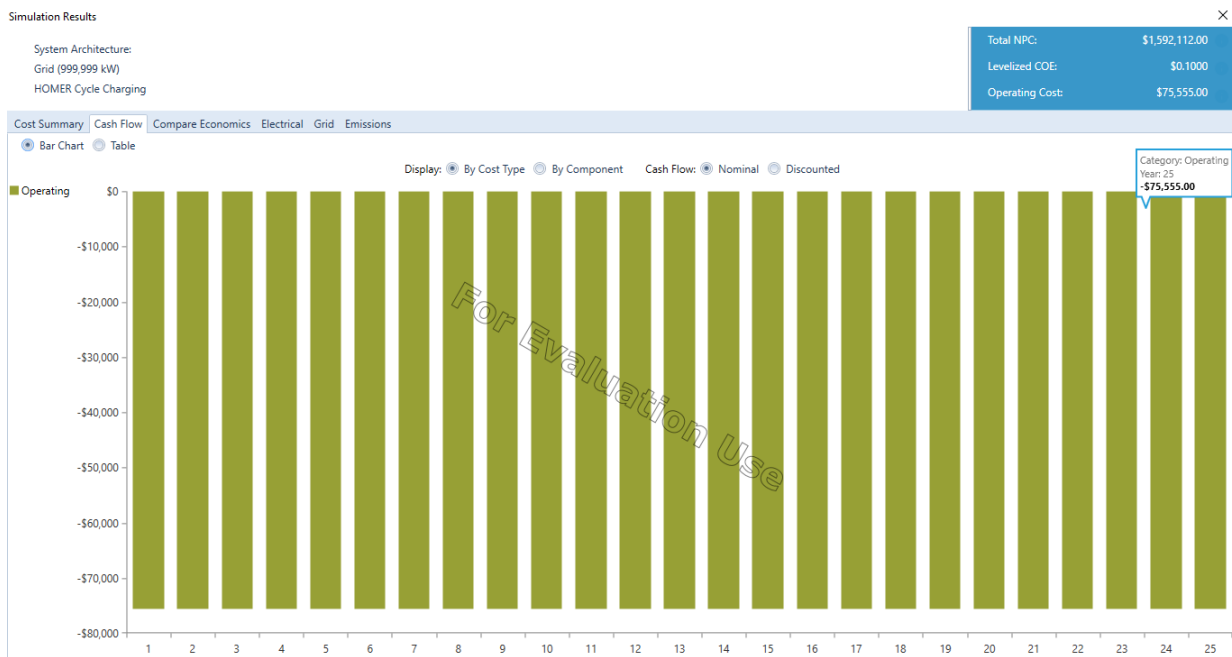 Simulation Results
System Architecture:
Grid (999,999 kW)
HOMER Cycle Charging
Total NPC: $1,592,112.00
Levelized COE: $0.1000
Operating Cost: $75,555.00
Cost Summary Cash Flow Compare Economics Electrical Grid Emissions
Bar Chart Table
Display: By Cost Type By Component Cash Flow: Nominal Discounted
Category: Operating
Year: 25
-$75,555.00
Operating
$0
-$10,000
-$20,000
-$30,000
-$40,000
-$50,000
-$60,000
-$70,000
-$80,000
For Evaluation Use
1 2 3 4 5 6 7 8 9 10 11 12 13 14 15 16 17 18 19 20 21 22 23 24 25